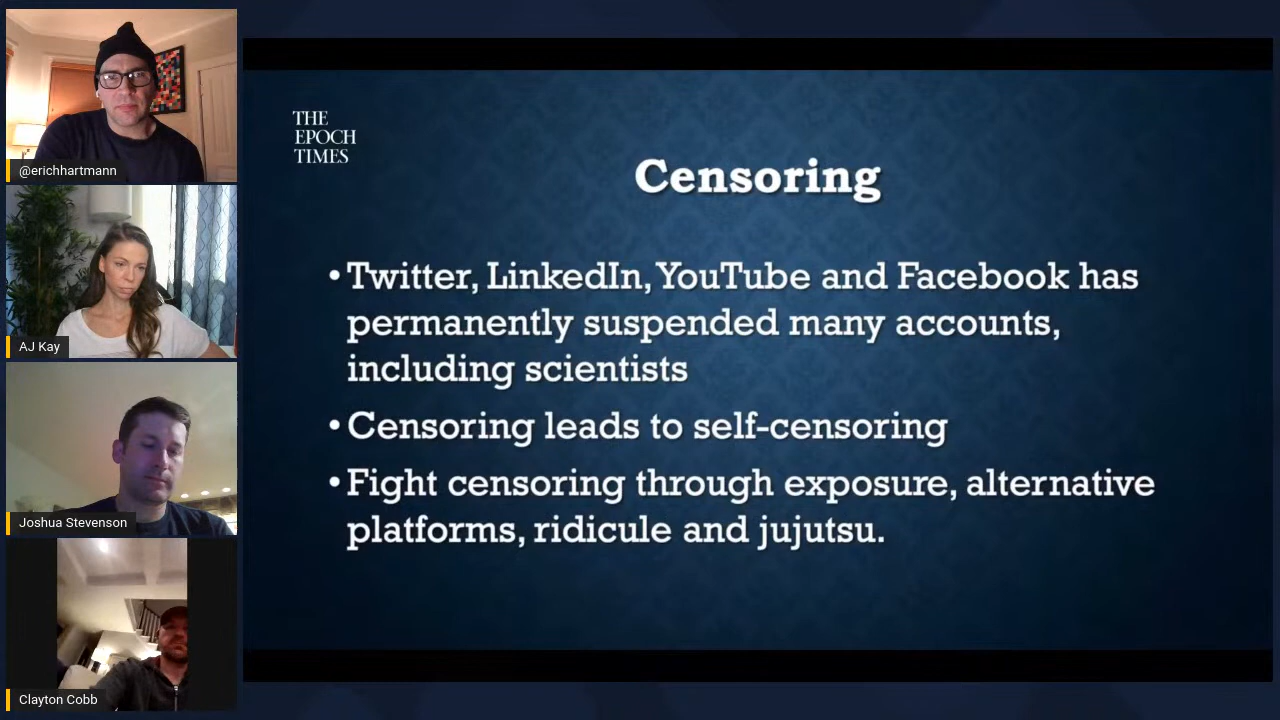 @erichhartmann
AJ Kay
Joshua Stevenson
Clayton Cobb
THE
EPOCH
TIMES
Censoring
• Twitter, LinkedIn, YouTube and Facebook has
permanently suspended many accounts,
including scientists
• Censoring leads to self-censoring
• Fight censoring through exposure, alternative
platforms, ridicule and jujutsu.